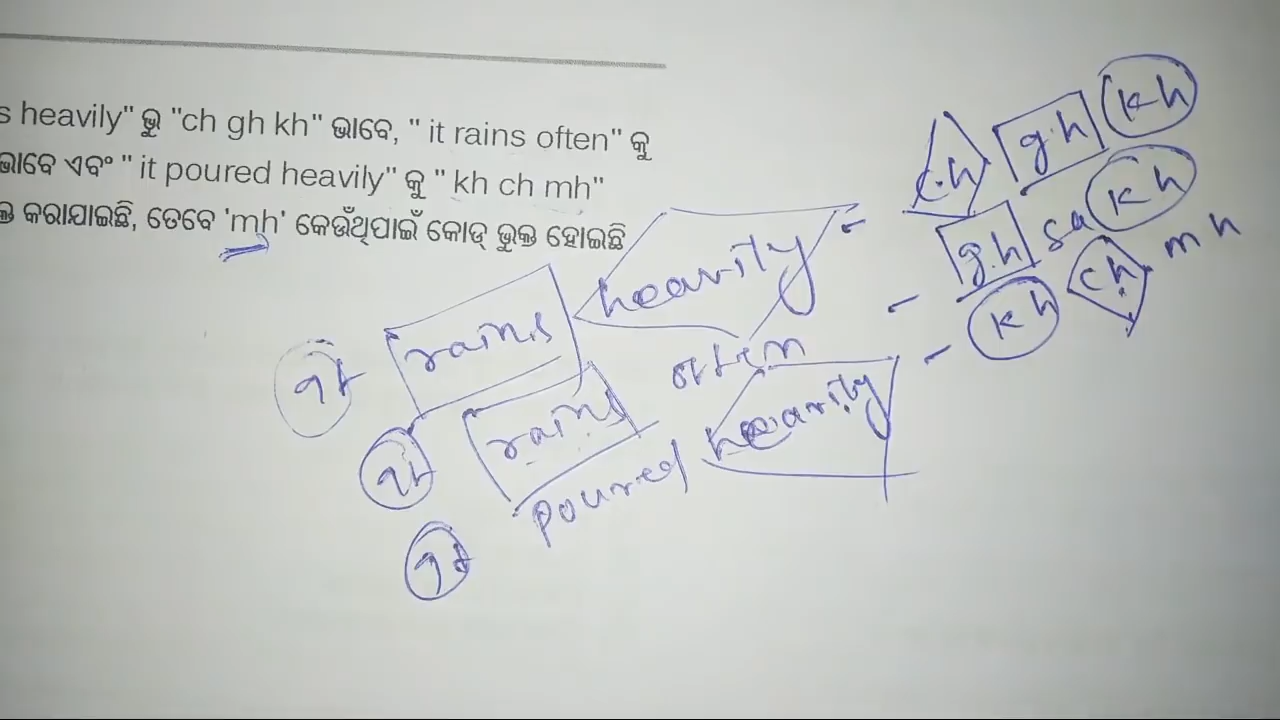 s heavily" ଭୁ "ch gh kh" ଭାବେ, " it rains often" କୁ
ଭାବେ ଏବଂ " it poured heavily" କୁ " kh ch mh"
କ୍ତ କରାଯାଇଛି, ତେବେ 'mh' କେଉଁଥିପାଇଁ କୋଡ୍ ଭୁକ୍ତ ହୋଇଛି
it rains heavily - ch gh kh
it rains often - gh sa kh
it poured heavily - kh ch mh